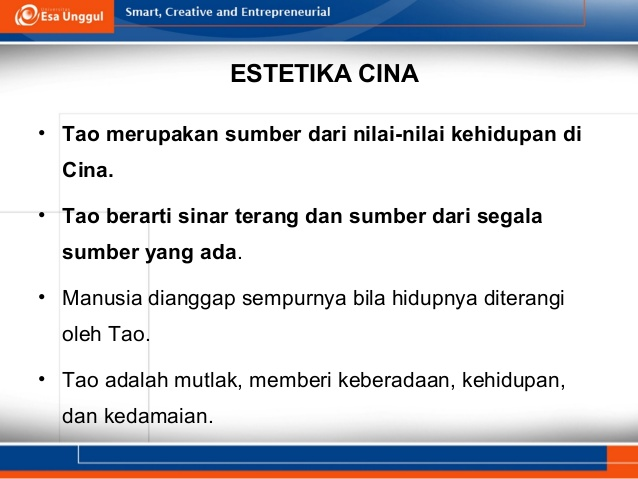 Esa Unggul
Smart, Creative and Entrepreneurial
ESTETIKA CINA
• Tao merupakan sumber dari nilai-nilai kehidupan di
Cina.
• Tao berarti sinar terang dan sumber dari segala
sumber yang ada.
• Manusia dianggap sempurnya bila hidupnya diterangi
oleh Tao.
• Tao adalah mutlak, memberi keberadaan, kehidupan,
dan kedamaian.